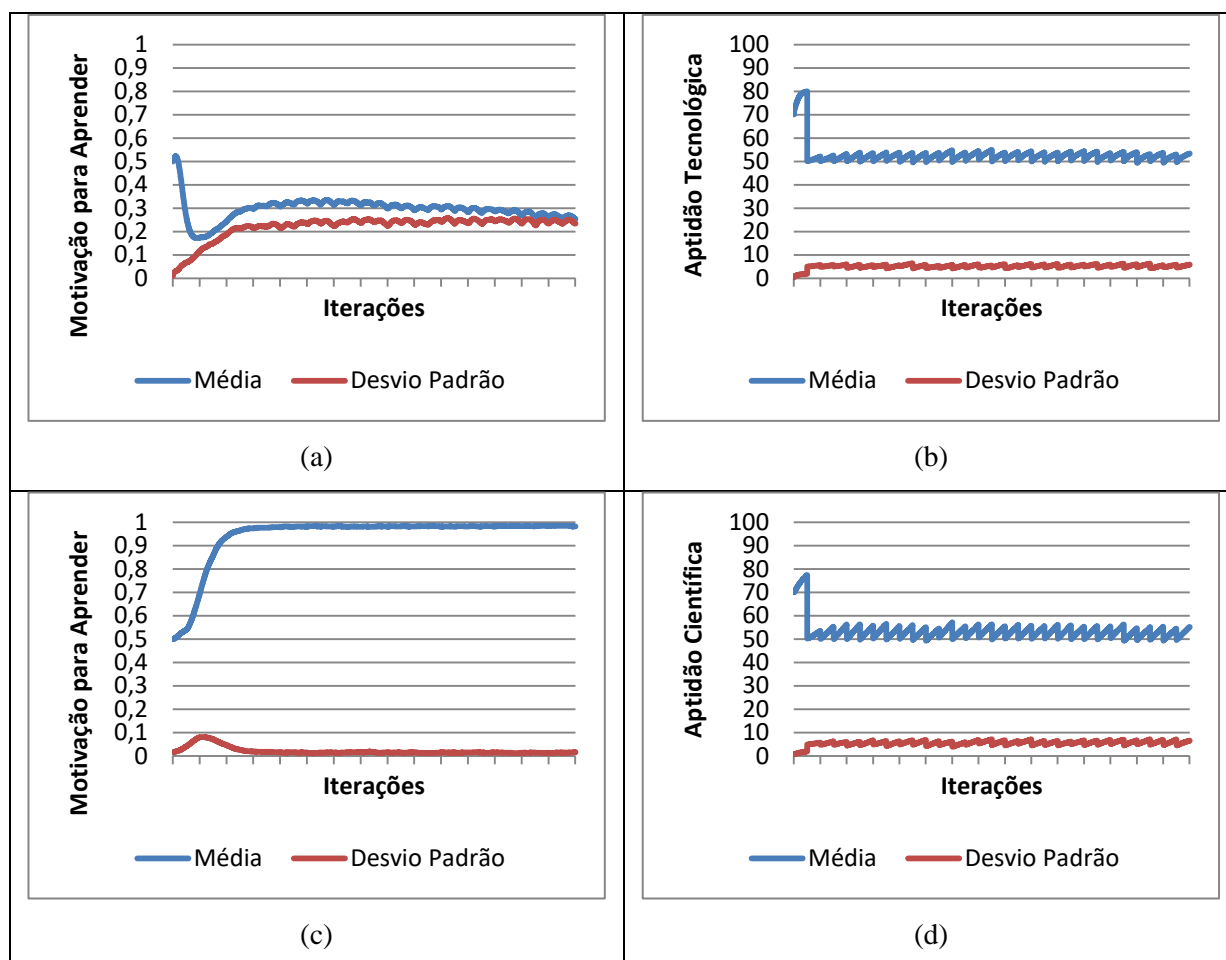 Motivação para Aprender
1
0,9
0,8
0,7
0,6
0,5
0,4
0,3
0,2
0,1
0
Iterações
Média Desvio Padrão
(a)
Aptidão Tecnológica
100
90
80
70
60
50
40
30
20
10
0
Iterações
Média Desvio Padrão
(b)
Motivação para Aprender
1
0,9
0,8
0,7
0,6
0,5
0,4
0,3
0,2
0,1
0
Iterações
Média Desvio Padrão
(c)
Aptidão Científica
100
90
80
70
60
50
40
30
20
10
0
Iterações
Média Desvio Padrão
(d)